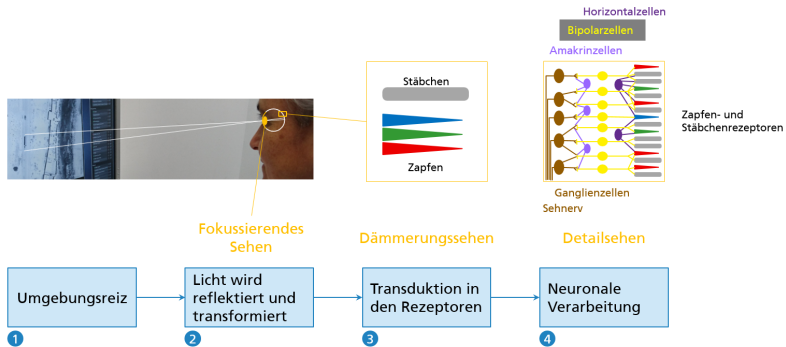 Horizontalzellen
Bipolarzellen
Amakrinzellen
Stäbchen
Zapfen
Zapfen- und
Stäbchenrezeptoren
Ganglienzellen
Sehnerv
Fokussierendes
Sehen
Dämmerungssehen
Detailsehen
Umgebungsreiz
Licht wird
reflektiert und
transformiert
Transduktion in
den Rezeptoren
Neuronale
Verarbeitung
1
2
3
4